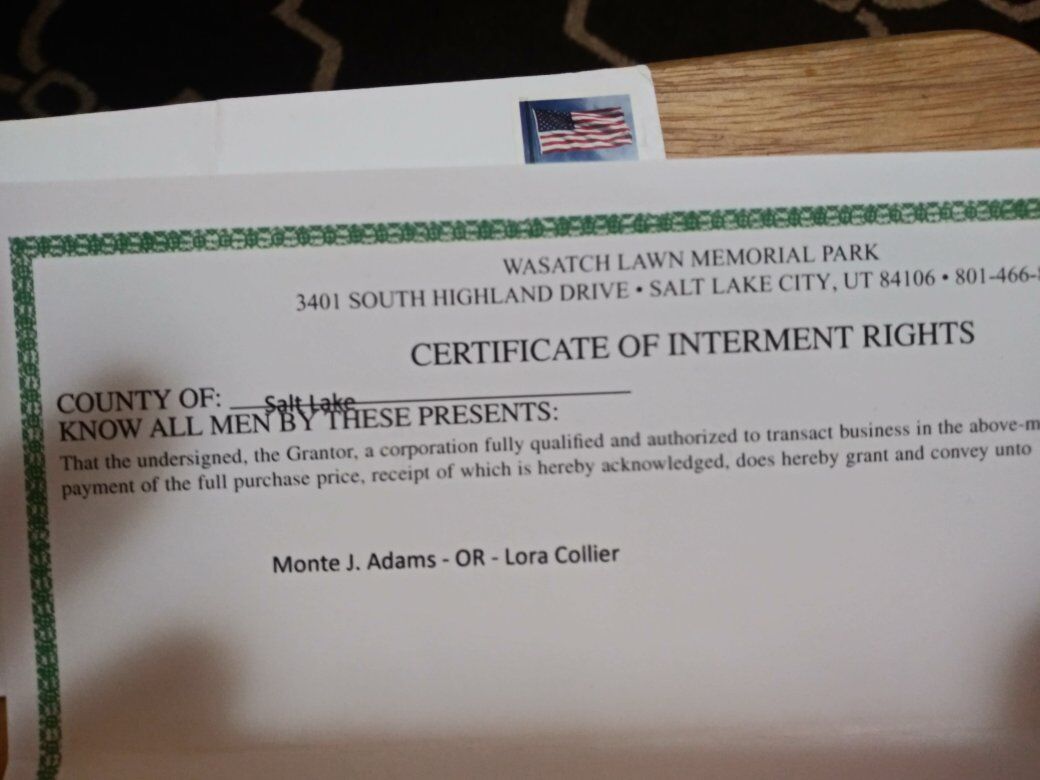 WASATCH LAWN MEMORIAL PARK
3401 SOUTH HIGHLAND DRIVE • SALT LAKE CITY, UT 84106 • 801-466-
CERTIFICATE OF INTERMENT RIGHTS
COUNTY OF: Salt Lake
KNOW ALL MEN BY THESE PRESENTS:
That the undersigned, the Grantor, a corporation fully qualified and authorized to transact business in the above-m
payment of the full purchase price, receipt of which is hereby acknowledged, does hereby grant and convey unto
Monte J. Adams - OR - Lora Collier